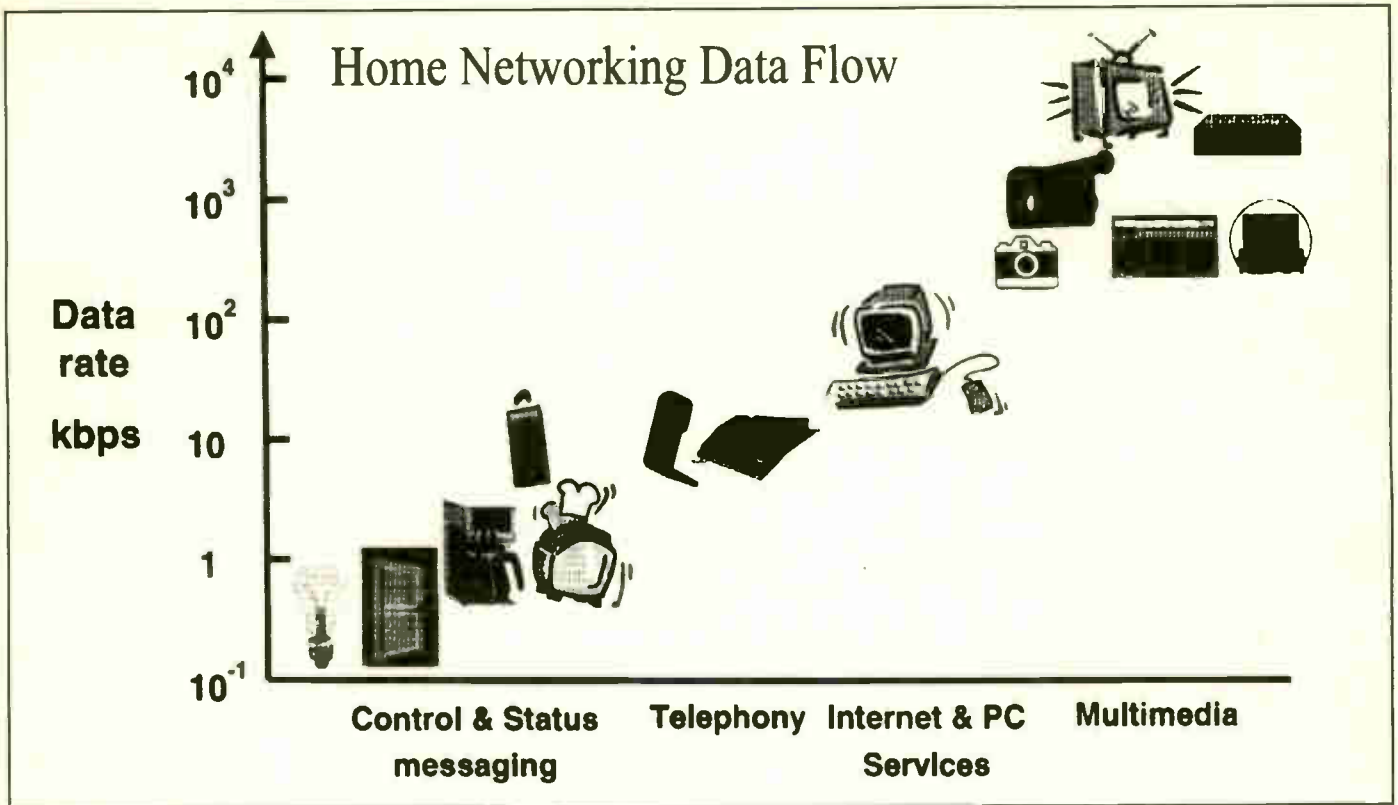 Home Networking Data Flow
10⁴
10³
10²
10
1
10⁻¹
Data
rate
kbps
Control & Status
messaging
Telephony
Internet & PC
Services
Multimedia